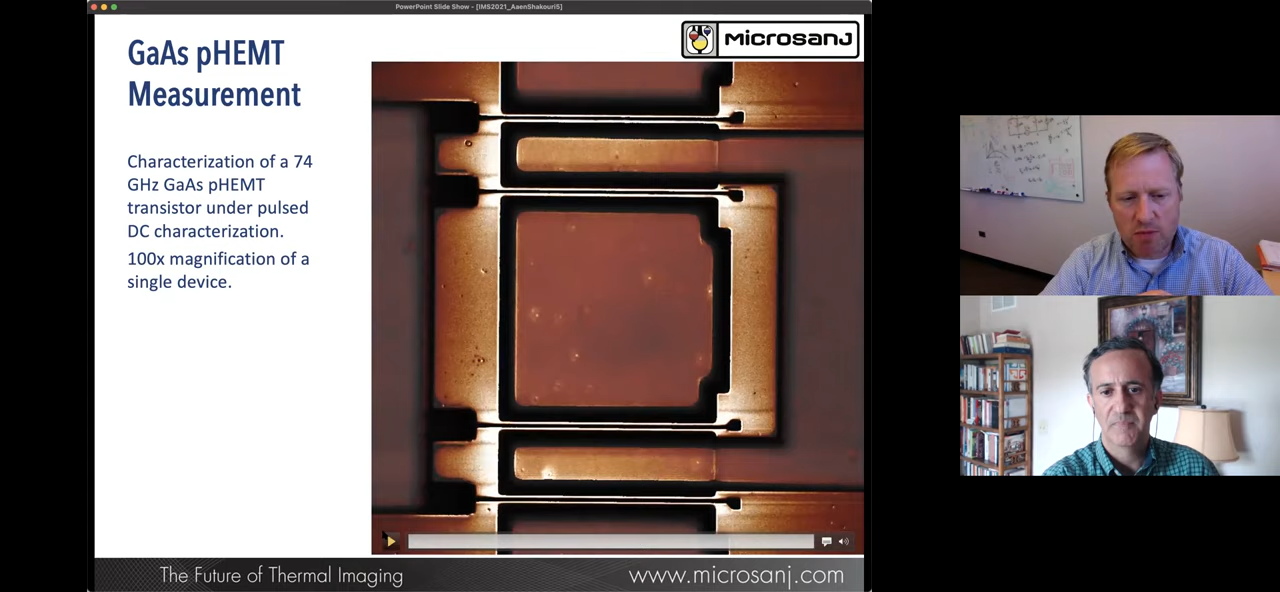 PowerPoint Slide Show - [IMS2021_AaenShakouri5]
GaAs pHEMT
Measurement
MICROSANJ
Characterization of a 74
GHz GaAs pHEMT
transistor under pulsed
DC characterization.
100x magnification of a
single device.
The Future of Thermal Imaging
www.microsanj.com